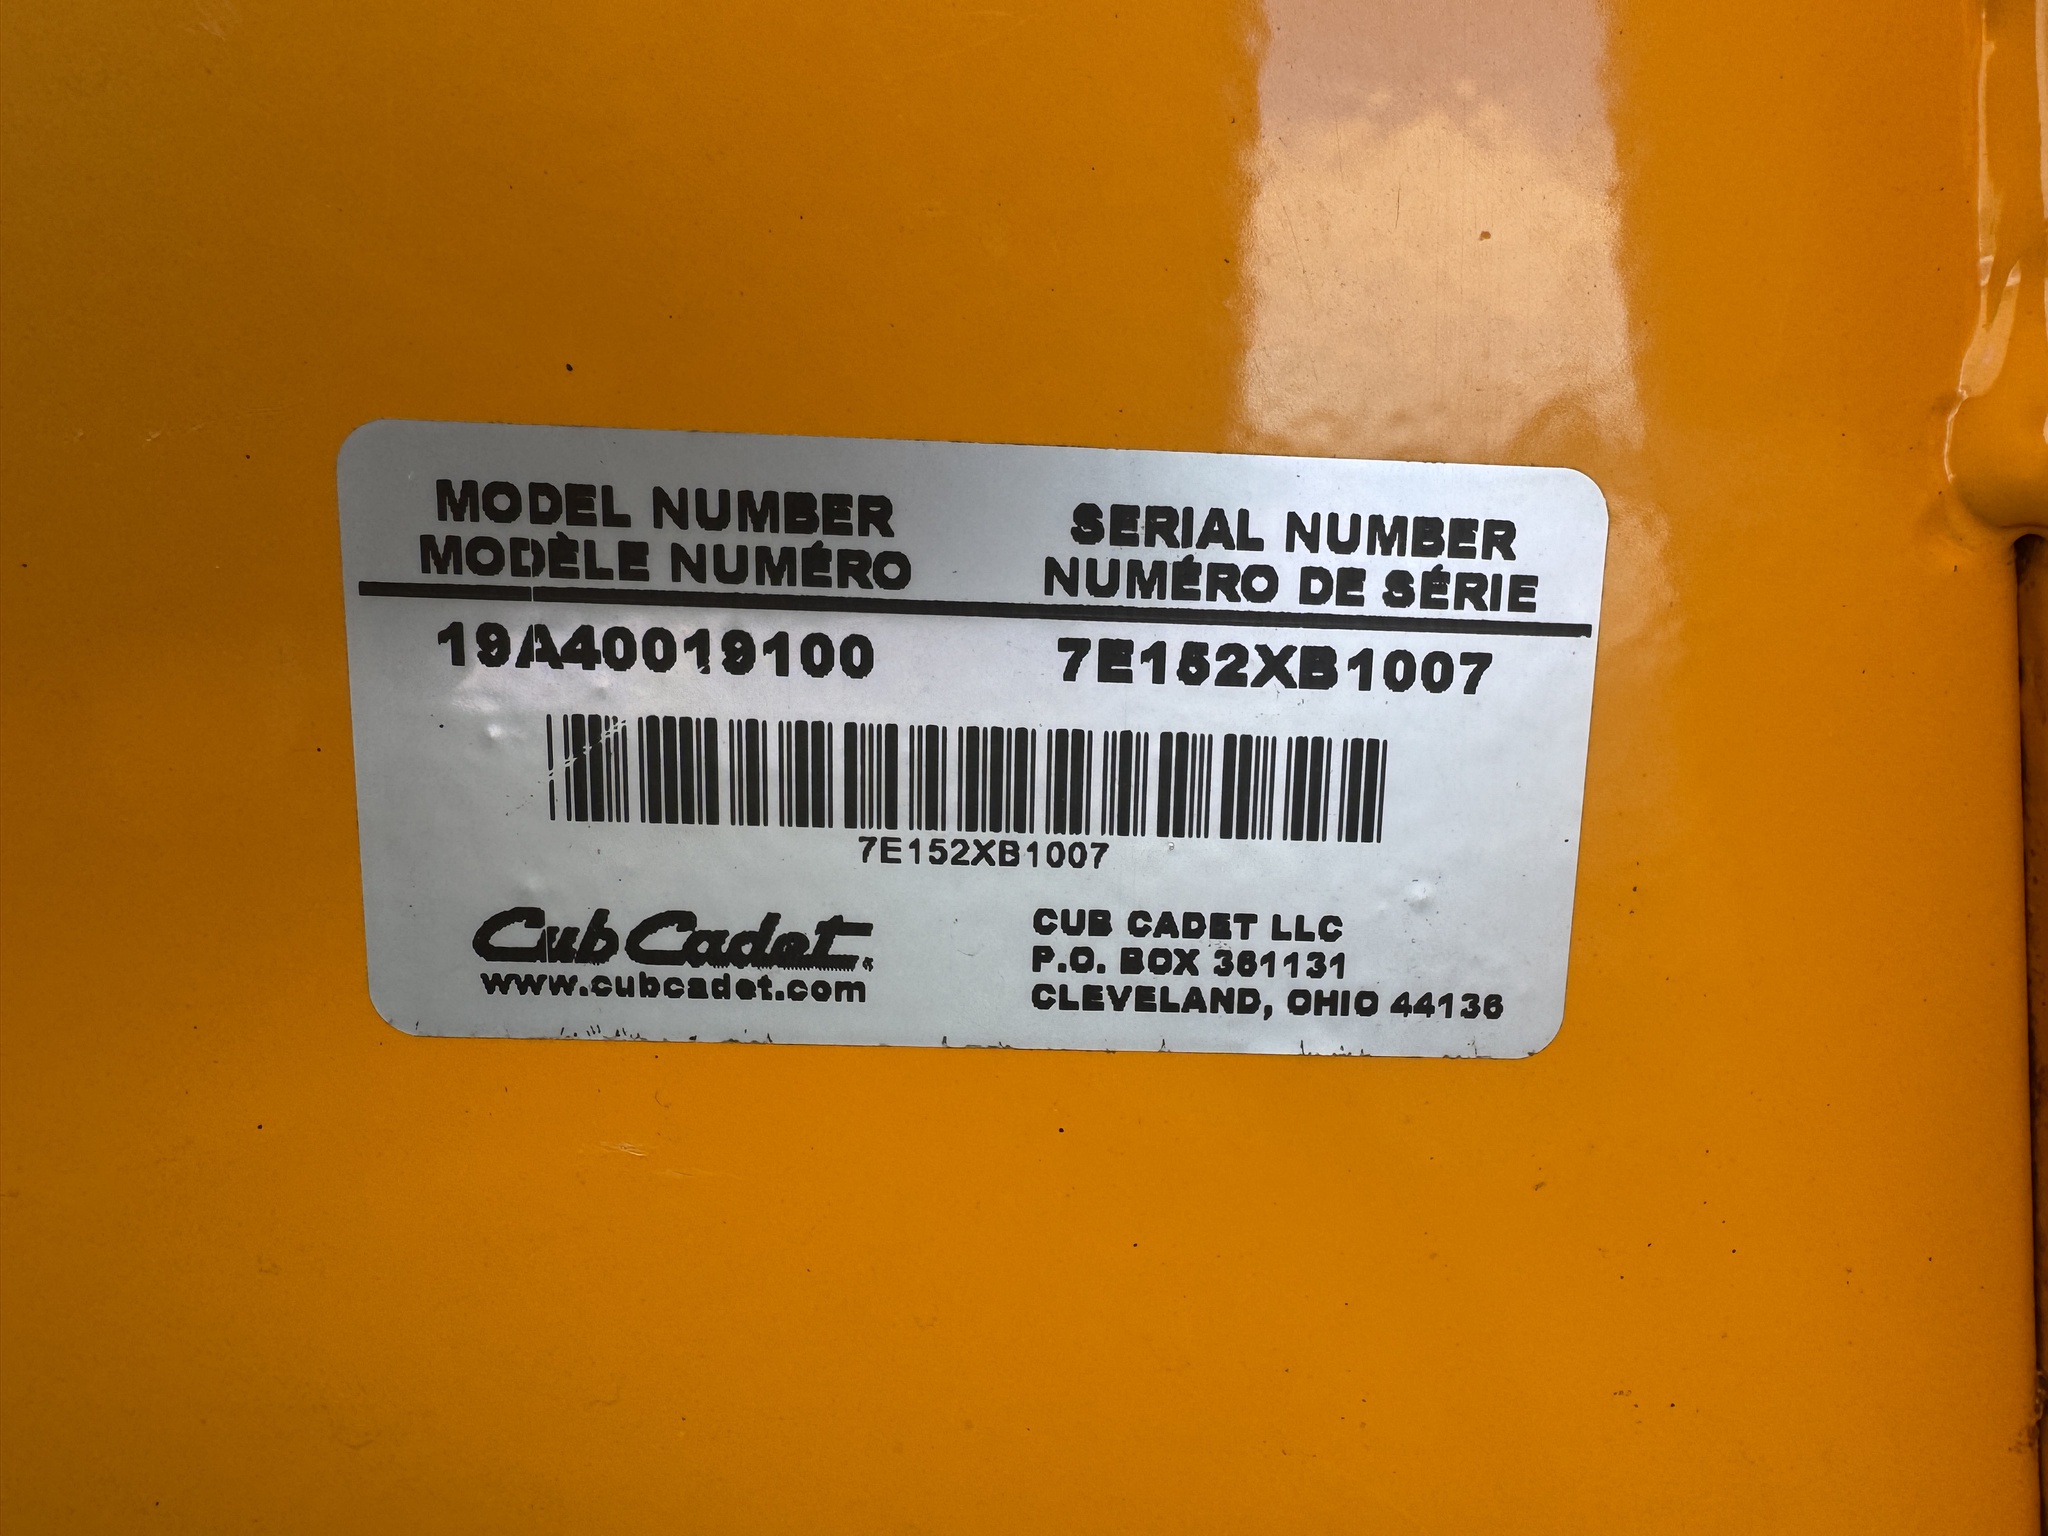 MODEL NUMBER
MODÈLE NUMÉRO
SERIAL NUMBER
NUMÉRO DE SÉRIE
19A40019100
7E152XB1007
7E152XB1007
Cub Cadet®
www.cubcadet.com
CUB CADET LLC
P.O. BOX 361131
CLEVELAND, OHIO 44136